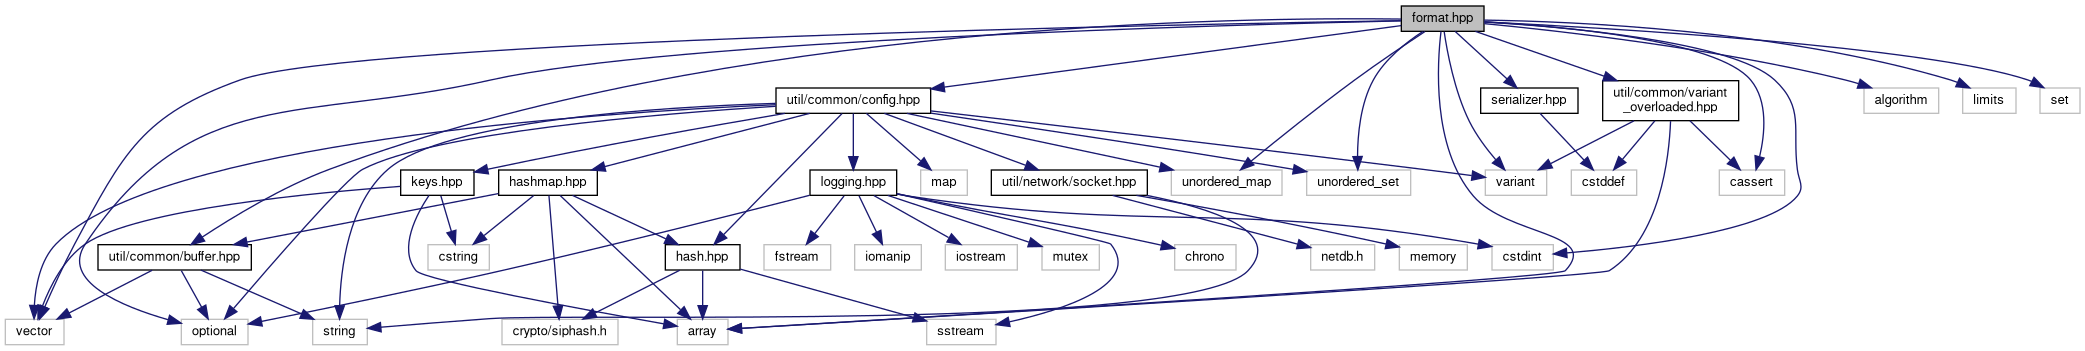 format.hpp
util/common/config.hpp
serializer.hpp
util/common/variant
_overloaded.hpp
algorithm
limits
set
keys.hpp
hashmap.hpp
logging.hpp
map
util/network/socket.hpp
unordered_map
unordered_set
variant
cstddef
cassert
util/common/buffer.hpp
cstring
hash.hpp
fstream
iomanip
iostream
mutex
chrono
netdb.h
memory
cstdint
vector
optional
string
crypto/siphash.h
array
sstream